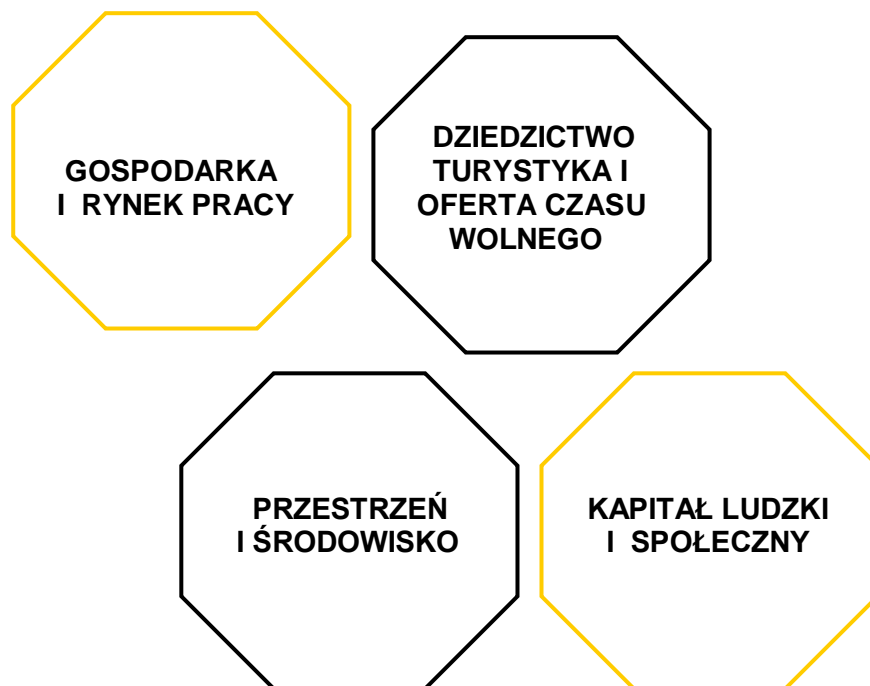 GOSPODARKA
I RYNEK PRACY
DZIEDZICTWO
TURYSTYKA I
OFERTA CZASU
WOLNEGO
PRZESTRZEŃ
I ŚRODOWISKO
KAPITAŁ LUDZKI
I SPOŁECZNY